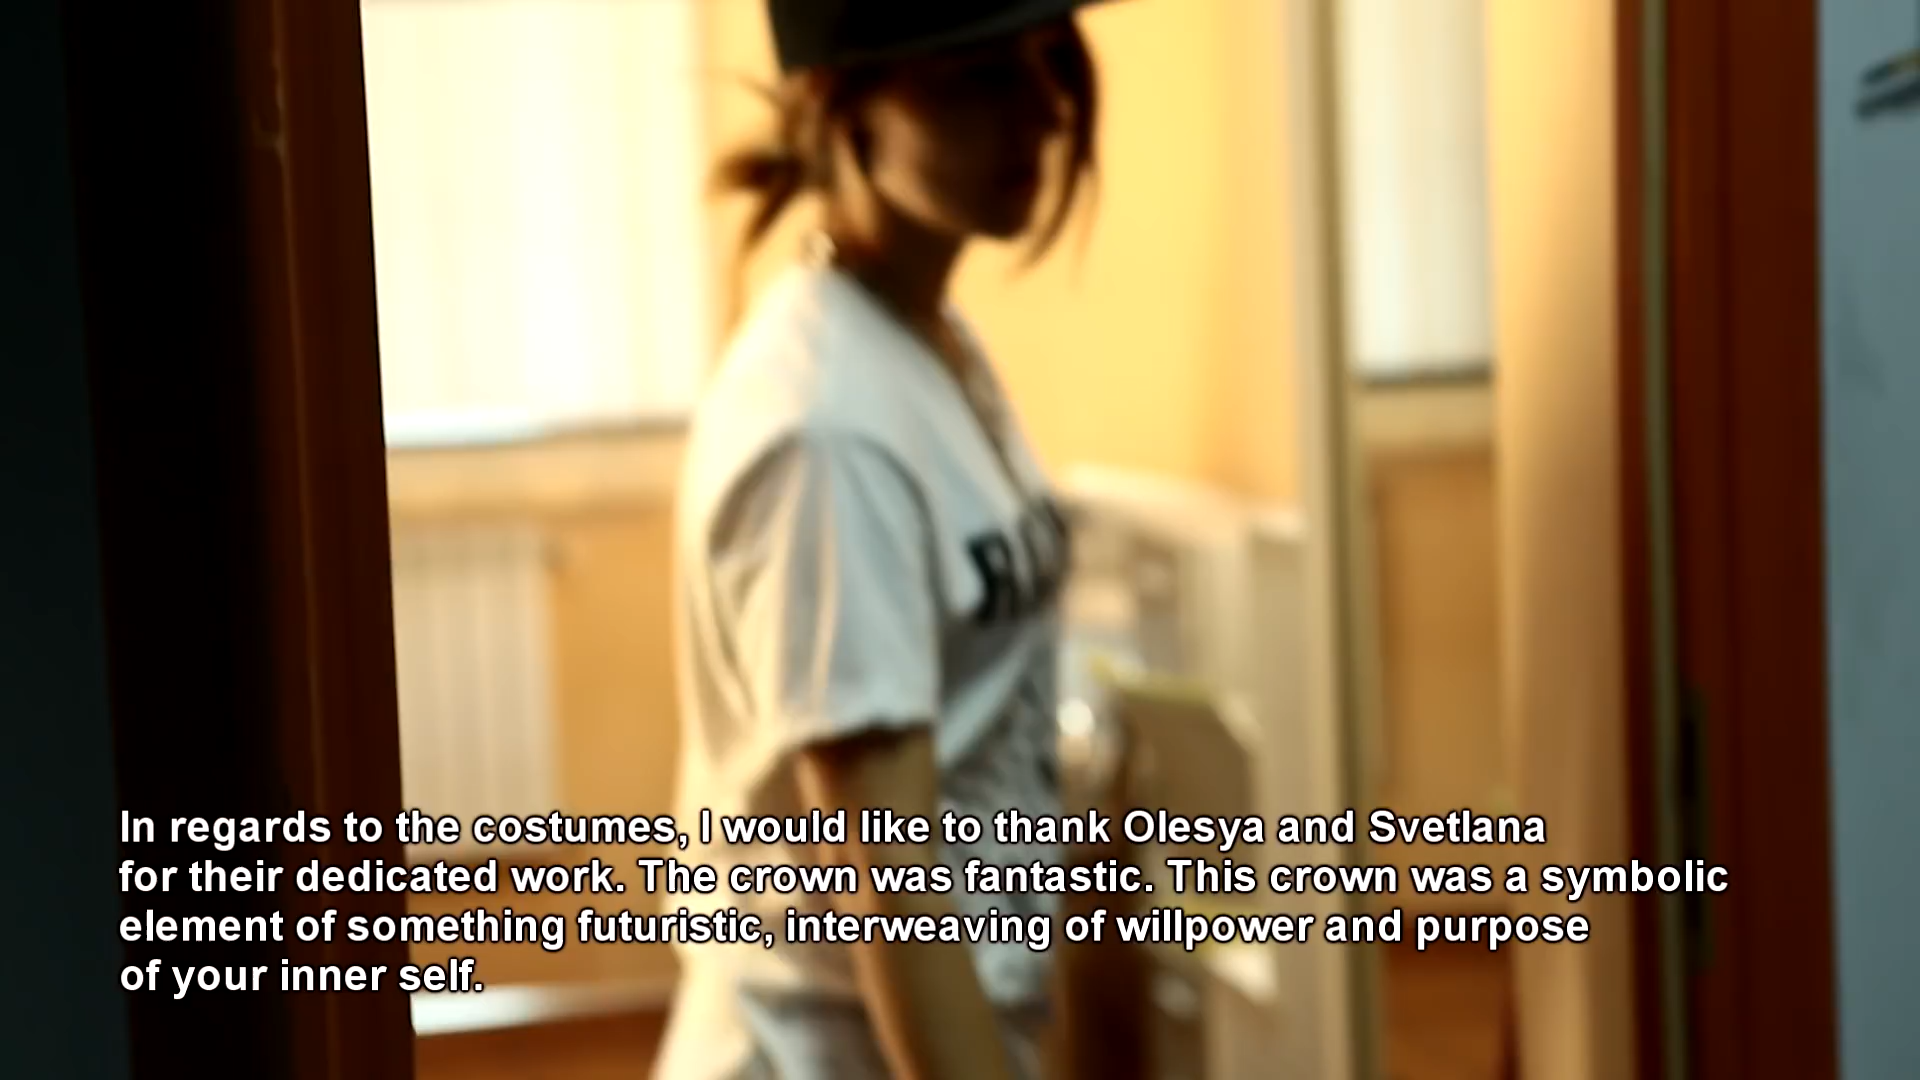 In regards to the costumes, I would like to thank Olesya and Svetlana
for their dedicated work. The crown was fantastic. This crown was a symbolic
element of something futuristic, interweaving of willpower and purpose
of your inner self.